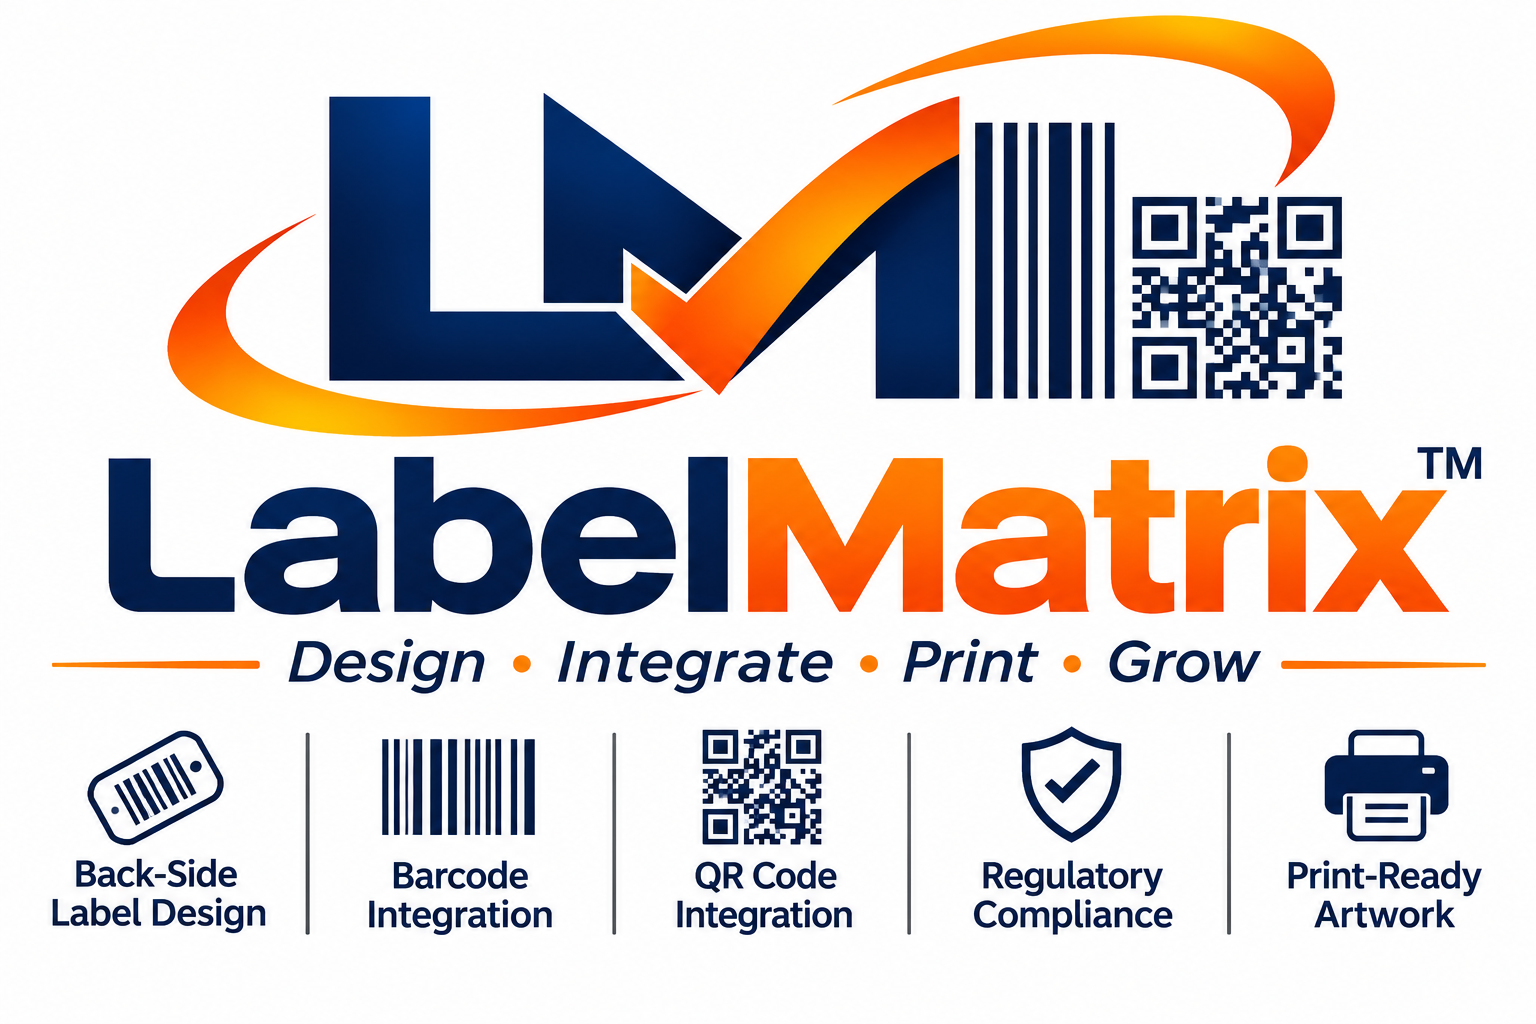 LM
LabelMatrix™
Design • Integrate • Print • Grow
Back-Side
Label Design
Barcode
Integration
QR Code
Integration
Regulatory
Compliance
Print-Ready
Artwork